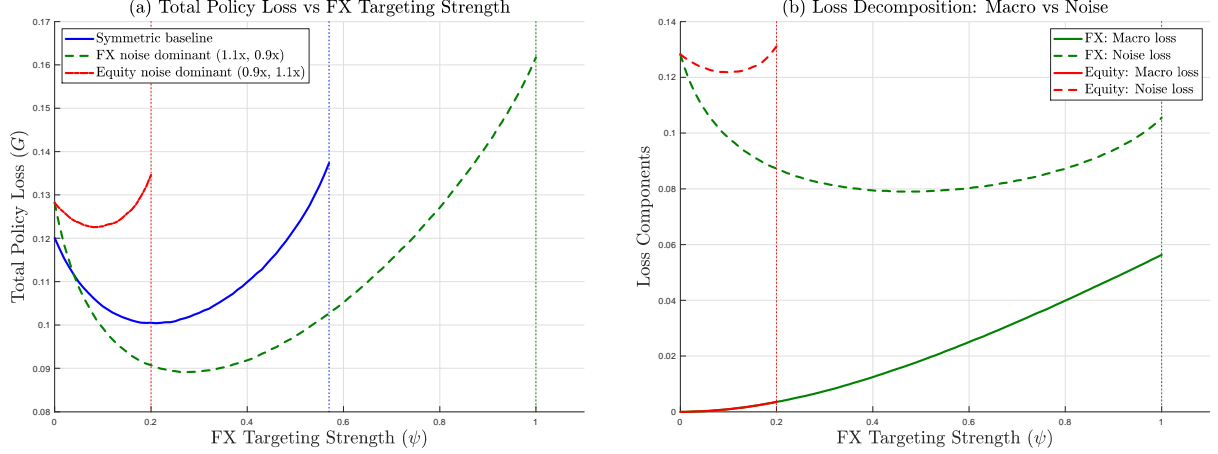 (a) Total Policy Loss vs FX Targeting Strength
Total Policy Loss (G)
0.17
0.16
0.15
0.14
0.13
0.12
0.11
0.1
0.09
0.08
Symmetric baseline
FX noise dominant (1.1x, 0.9x)
Equity noise dominant (0.9x, 1.1x)
0
0.2
0.4
0.6
0.8
1
FX Targeting Strength (ψ)
(b) Loss Decomposition: Macro vs Noise
Loss Components
0.14
0.12
0.1
0.08
0.06
0.04
0.02
0
FX: Macro loss
FX: Noise loss
Equity: Macro loss
Equity: Noise loss
0
0.2
0.4
0.6
0.8
1
FX Targeting Strength (ψ)